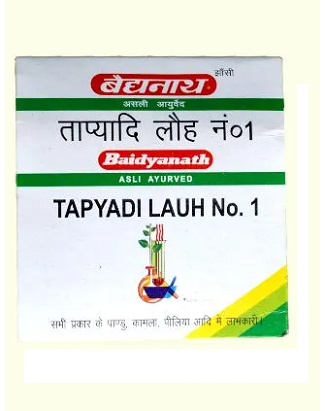 बैद्यनाथ झाँसी
असली आयुर्वेद
ताप्यादि लौह नं०1
Baidyanath
ASLI AYURVED
TAPYADI LAUH No. 1
सभी प्रकार के पाण्डु, कामला, पीलिया आदि में लाभकारी।